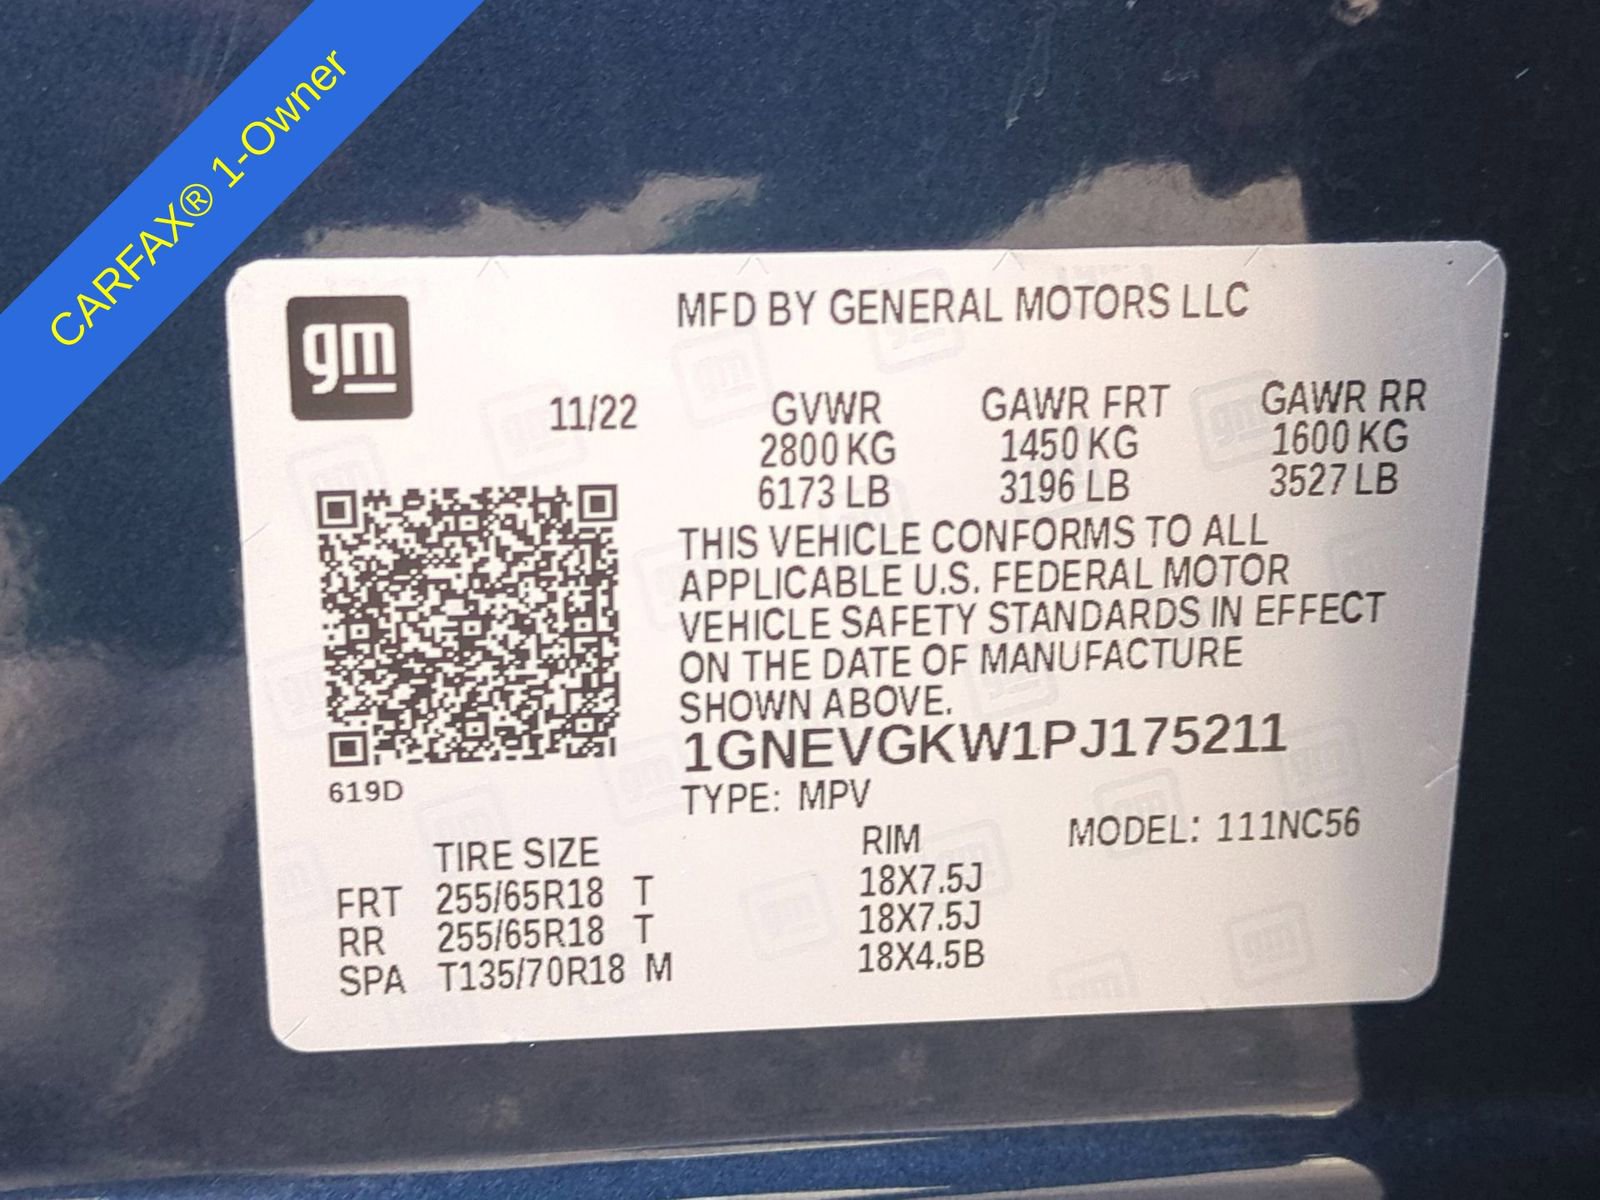 CARFAX® 1-Owner
gm
MFD BY GENERAL MOTORS LLC
11/22 GVWR GAWR FRT GAWR RR
2800 KG 1450 KG 1600 KG
6173 LB 3196 LB 3527 LB
THIS VEHICLE CONFORMS TO ALL
APPLICABLE U.S. FEDERAL MOTOR
VEHICLE SAFETY STANDARDS IN EFFECT
ON THE DATE OF MANUFACTURE
SHOWN ABOVE.
1GNEVGKW1PJ175211
619D
TYPE: MPV
MODEL: 111NC56
TIRE SIZE RIM
FRT 255/65R18 T 18X7.5J
RR 255/65R18 T 18X7.5J
SPA T135/70R18 M 18X4.5B